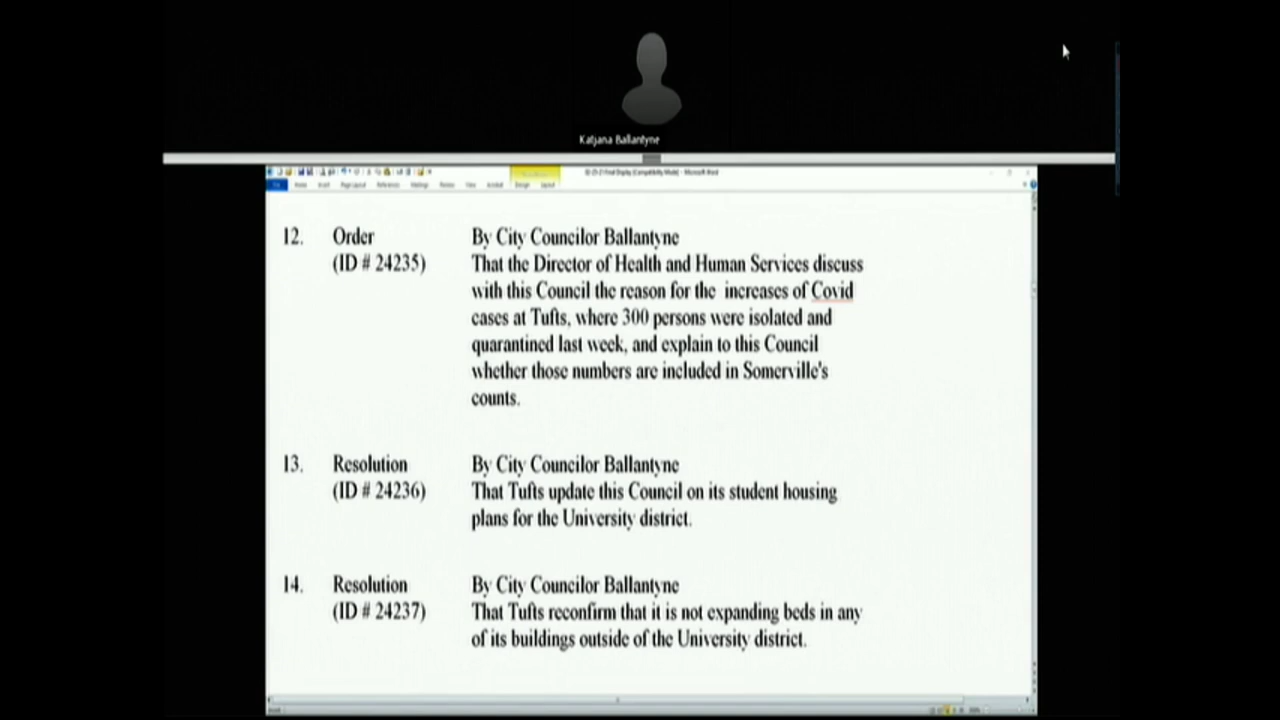 Katjana Ballantyne
12. Order By City Councilor Ballantyne
(ID # 24235) That the Director of Health and Human Services discuss
with this Council the reason for the increases of Covid
cases at Tufts, where 300 persons were isolated and
quarantined last week, and explain to this Council
whether those numbers are included in Somerville's
counts.
13. Resolution By City Councilor Ballantyne
(ID # 24236) That Tufts update this Council on its student housing
plans for the University district.
14. Resolution By City Councilor Ballantyne
(ID # 24237) That Tufts reconfirm that it is not expanding beds in any
of its buildings outside of the University district.